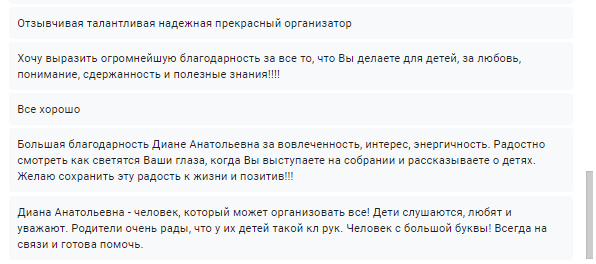 Отзывчивая талантливая надежная прекрасный организатор
Хочу выразить огромнейшую благодарность за все то, что Вы делаете для детей, за любовь,
понимание, сдержанность и полезные знания!!!!
Все хорошо
Большая благодарность Диане Анатольевна за вовлеченность, интерес, энергичность. Радостно
смотреть как светятся Ваши глаза, когда Вы выступаете на собрании и рассказываете о детях.
Желаю сохранить эту радость к жизни и позитив!!!
Диана Анатольевна - человек, который может организовать все! Дети слушаются, любят и
уважают. Родители очень рады, что у их детей такой кл рук. Человек с большой буквы! Всегда на
связи и готова помочь.